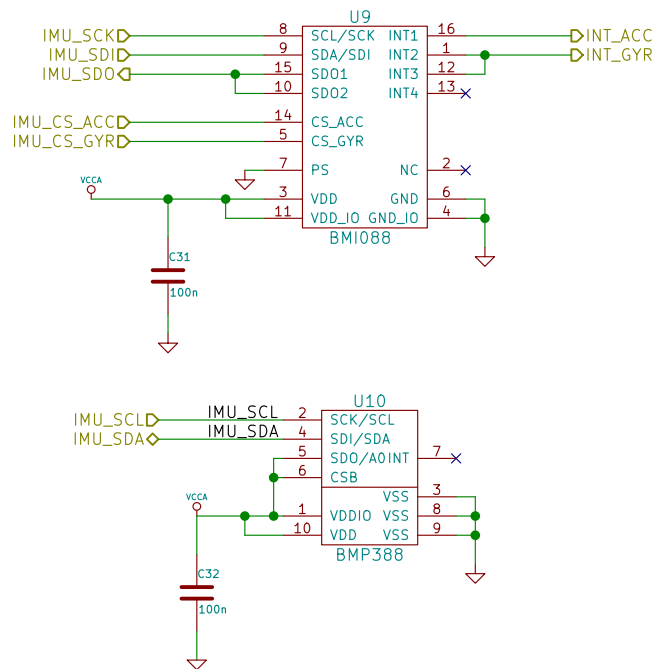 U9
IMU_SCK 8 SCL/SCK INT1 16 INT_ACC
IMU_SDI 9 SDA/SDI INT2 1 INT_GYR
IMU_SDO 15 SDO1 INT3 12
10 SDO2 INT4 13
IMU_CS_ACC 14 CS_ACC
IMU_CS_GYR 5 CS_GYR
7 PS NC 2
VCCA
3 VDD GND 6
11 VDD_IO GND_IO 4
BMI088
C31
100n
U10
IMU_SCL IMU_SCL 2 SCK/SCL
IMU_SDA IMU_SDA 4 SDI/SDA
5 SDO/A0 INT 7
6 CSB
VSS 3
VCCA
1 VDDIO VSS 8
10 VDD VSS 9
BMP388
C32
100n